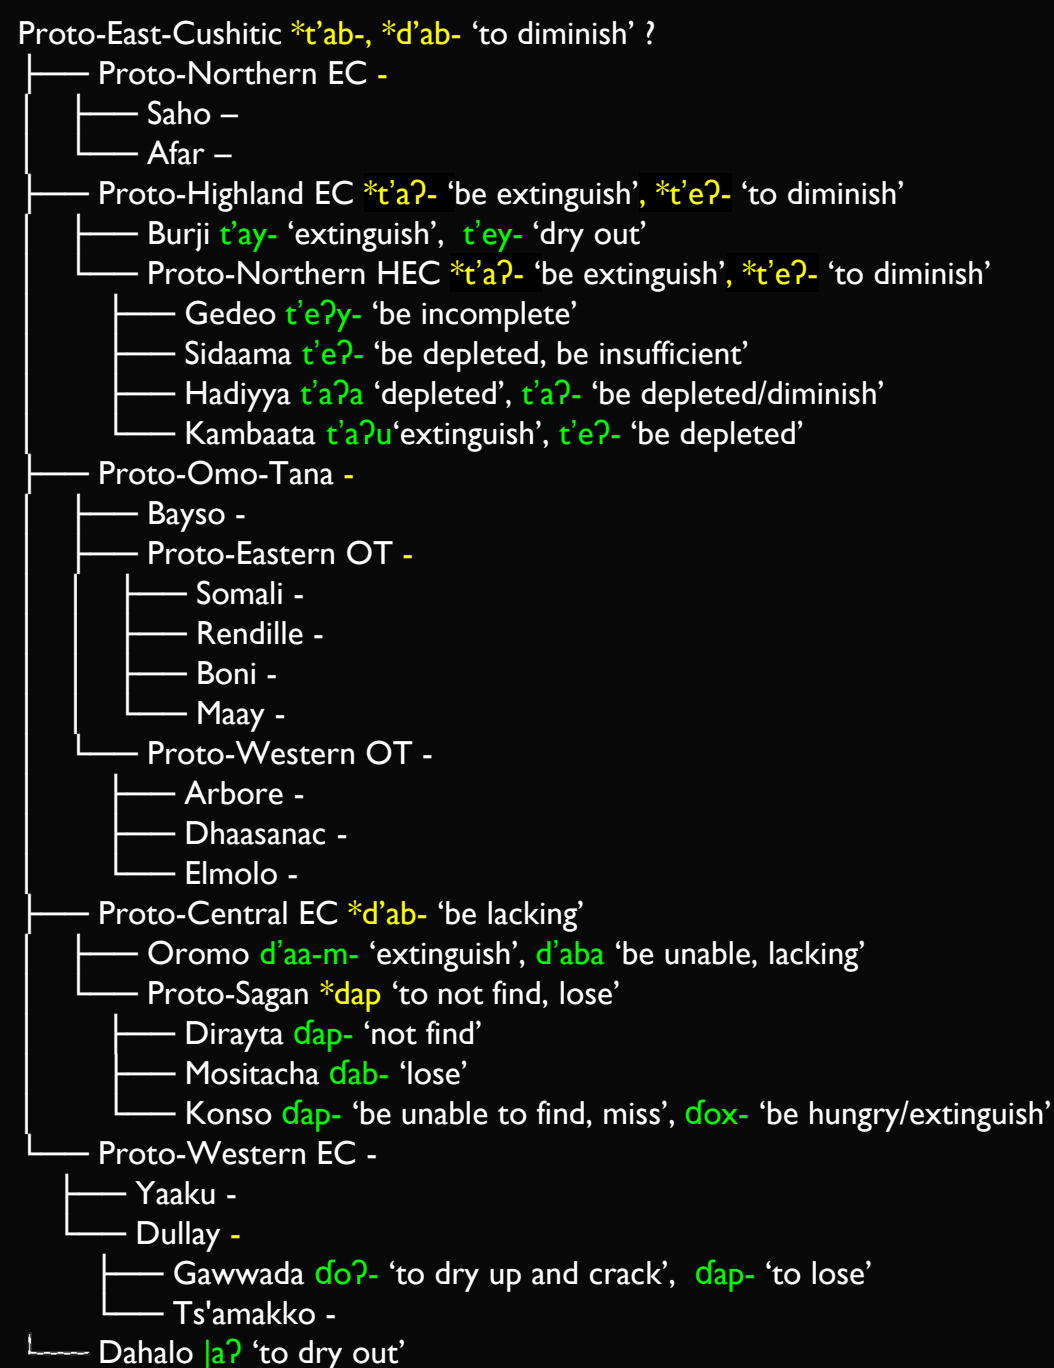 Proto-East-Cushitic *t’ab-, *d’ab- ‘to diminish’ ?
Proto-Northern EC -
Saho –
Afar –
Proto-Highland EC *t’aʔ- ‘be extinguish’, *t’eʔ- ‘to diminish’
Burji t’ay- ‘extinguish’, t’ey- ‘dry out’
Proto-Northern HEC *t’aʔ- ‘be extinguish’, *t’eʔ- ‘to diminish’
Gedeo t’eʔy- ‘be incomplete’
Sidaama t’eʔ- ‘be depleted, be insufficient’
Hadiyya t’aʔa ‘depleted’, t’aʔ- ‘be depleted/diminish’
Kambaata t’aʔu‘extinguish’, t’eʔ- ‘be depleted’
Proto-Omo-Tana -
Bayso -
Proto-Eastern OT -
Somali -
Rendille -
Boni -
Maay -
Proto-Western OT -
Arbore -
Dhaasanac -
Elmolo -
Proto-Central EC *d’ab- ‘be lacking’
Oromo d’aa-m- ‘extinguish’, d’aba ‘be unable, lacking’
Proto-Sagan *dap ‘to not find, lose’
Dirayta ɗap- ‘not find’
Mositacha ɗab- ‘lose’
Konso ɗap- ‘be unable to find, miss’, ɗox- ‘be hungry/extinguish’
Proto-Western EC -
Yaaku -
Dullay -
Gawwada ɗoʔ- ‘to dry up and crack’, ɗap- ‘to lose’
Ts'amakko -
Dahalo |aʔ ‘to dry out’